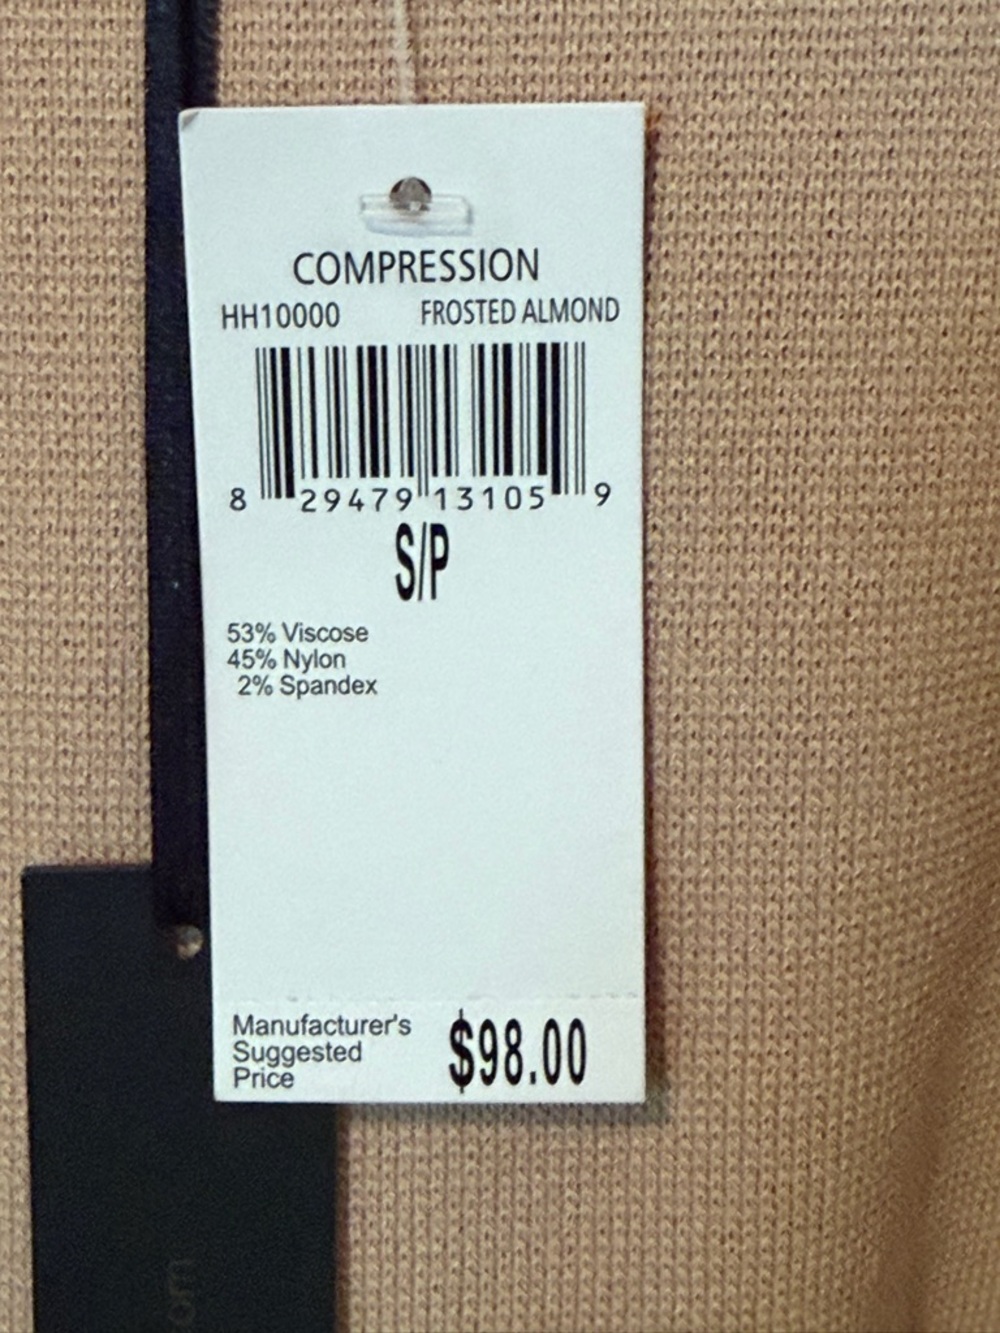 COMPRESSION
HH10000 FROSTED ALMOND
8 29479 13105 9
S/P
53% Viscose
45% Nylon
2% Spandex
Manufacturer's
Suggested
Price
$98.00
om